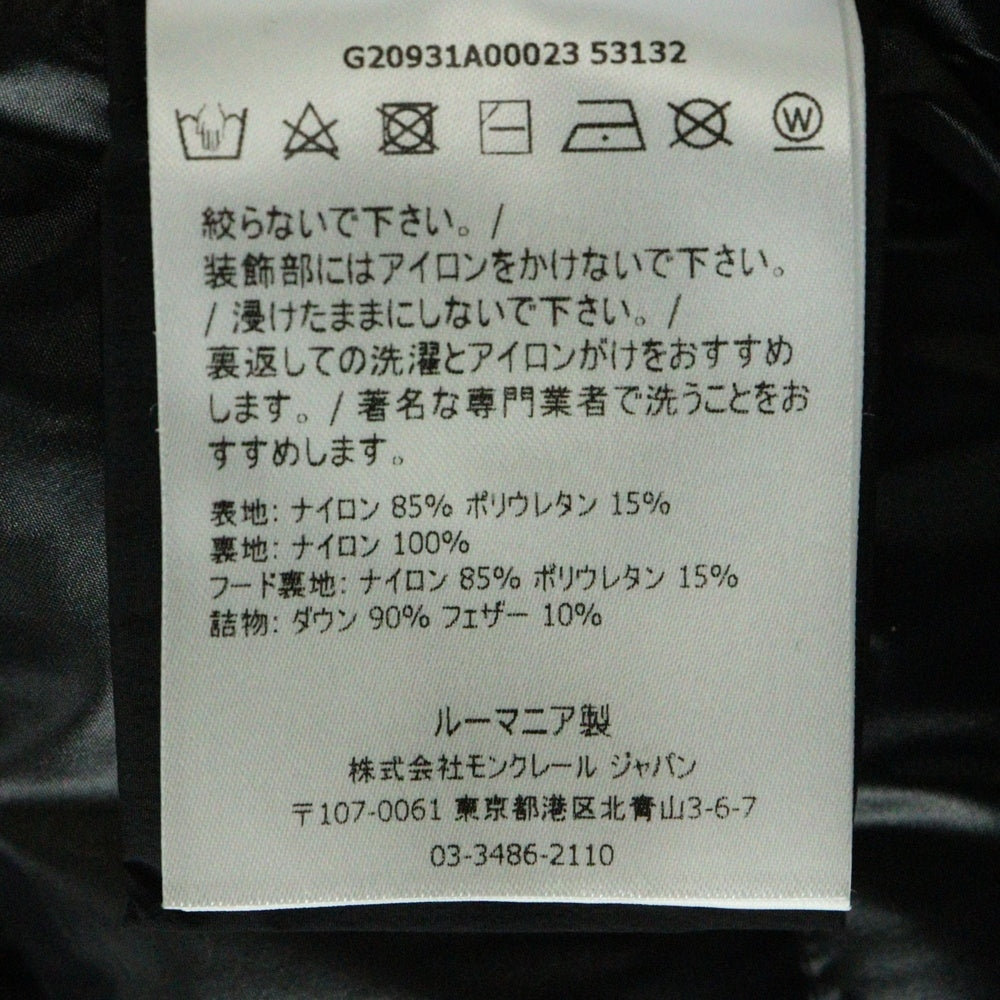 G20931A00023 53132
W
絞らないで下さい。/
装飾部にはアイロンをかけないで下さい。
/ 浸けたままにしないで下さい。/
裏返しての洗濯とアイロンがけをおすすめ
します。/ 著名な専門業者で洗うことをお
すすめします。
表地: ナイロン 85% ポリウレタン 15%
裏地: ナイロン 100%
フード裏地: ナイロン 85% ポリウレタン 15%
詰物: ダウン 90% フェザー 10%
ルーマニア製
株式会社モンクレール ジャパン
〒107-0061 東京都港区北青山3-6-7
03-3486-2110